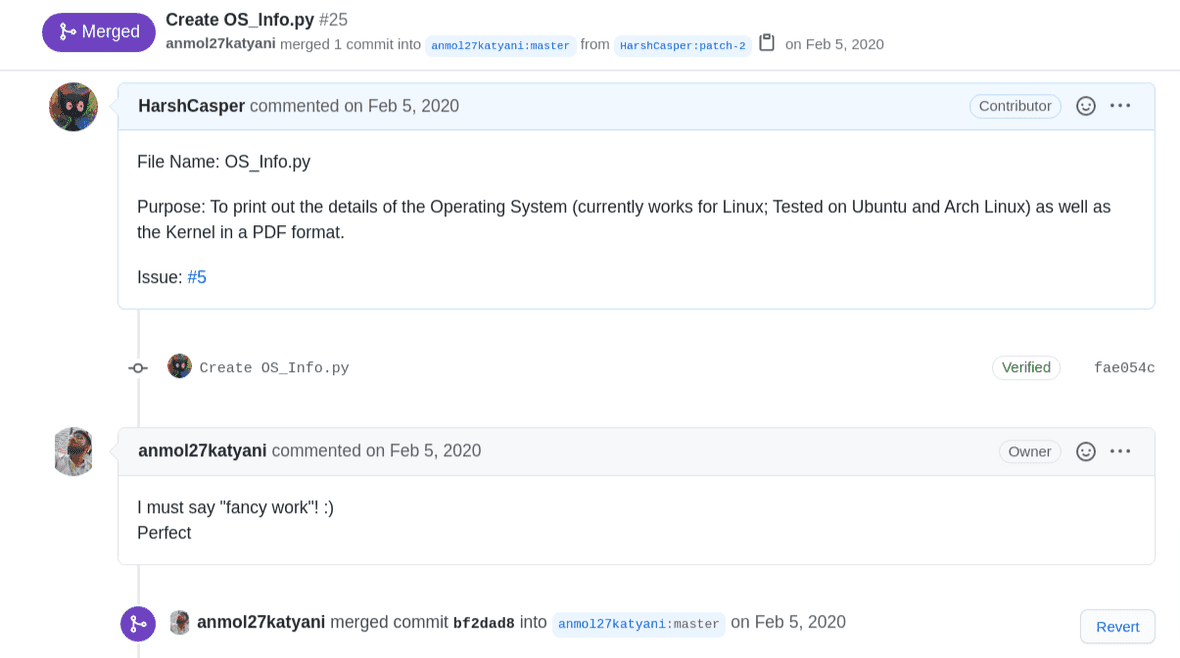 Merged
Create OS_Info.py #25
anmol27katyani merged 1 commit into anmol27katyani:master from HarshCasper:patch-2 on Feb 5, 2020
HarshCasper commented on Feb 5, 2020 Contributor
File Name: OS_Info.py
Purpose: To print out the details of the Operating System (currently works for Linux; Tested on Ubuntu and Arch Linux) as well as
the Kernel in a PDF format.
Issue: #5
Create OS_Info.py Verified fae054c
anmol27katyani commented on Feb 5, 2020 Owner
I must say "fancy work"! :)
Perfect
anmol27katyani merged commit bf2dad8 into anmol27katyani:master on Feb 5, 2020
Revert